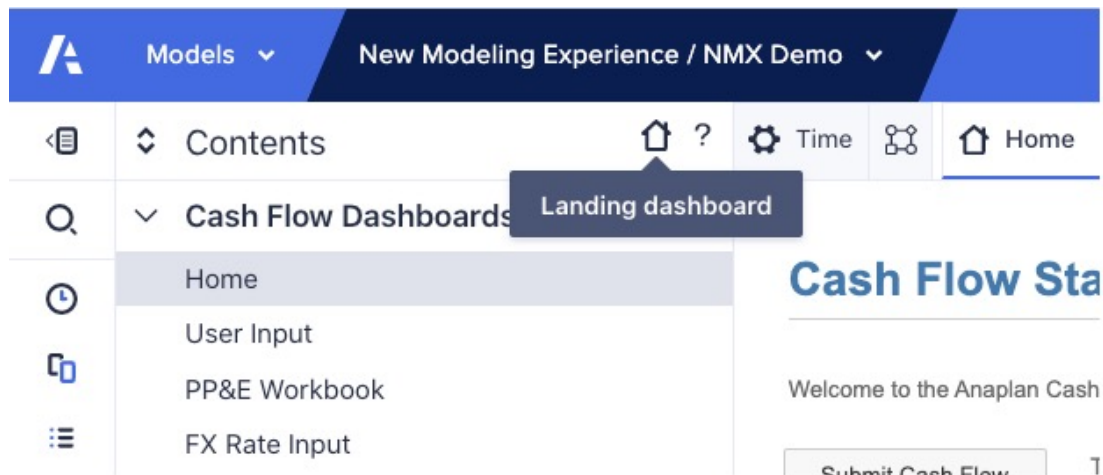 Models
New Modeling Experience / NMX Demo
Contents
?
Time
Home
Landing dashboard
Cash Flow Dashboards
Home
User Input
PP&E Workbook
FX Rate Input
Cash Flow Sta
Welcome to the Anaplan Cash
Submit Cash Flow